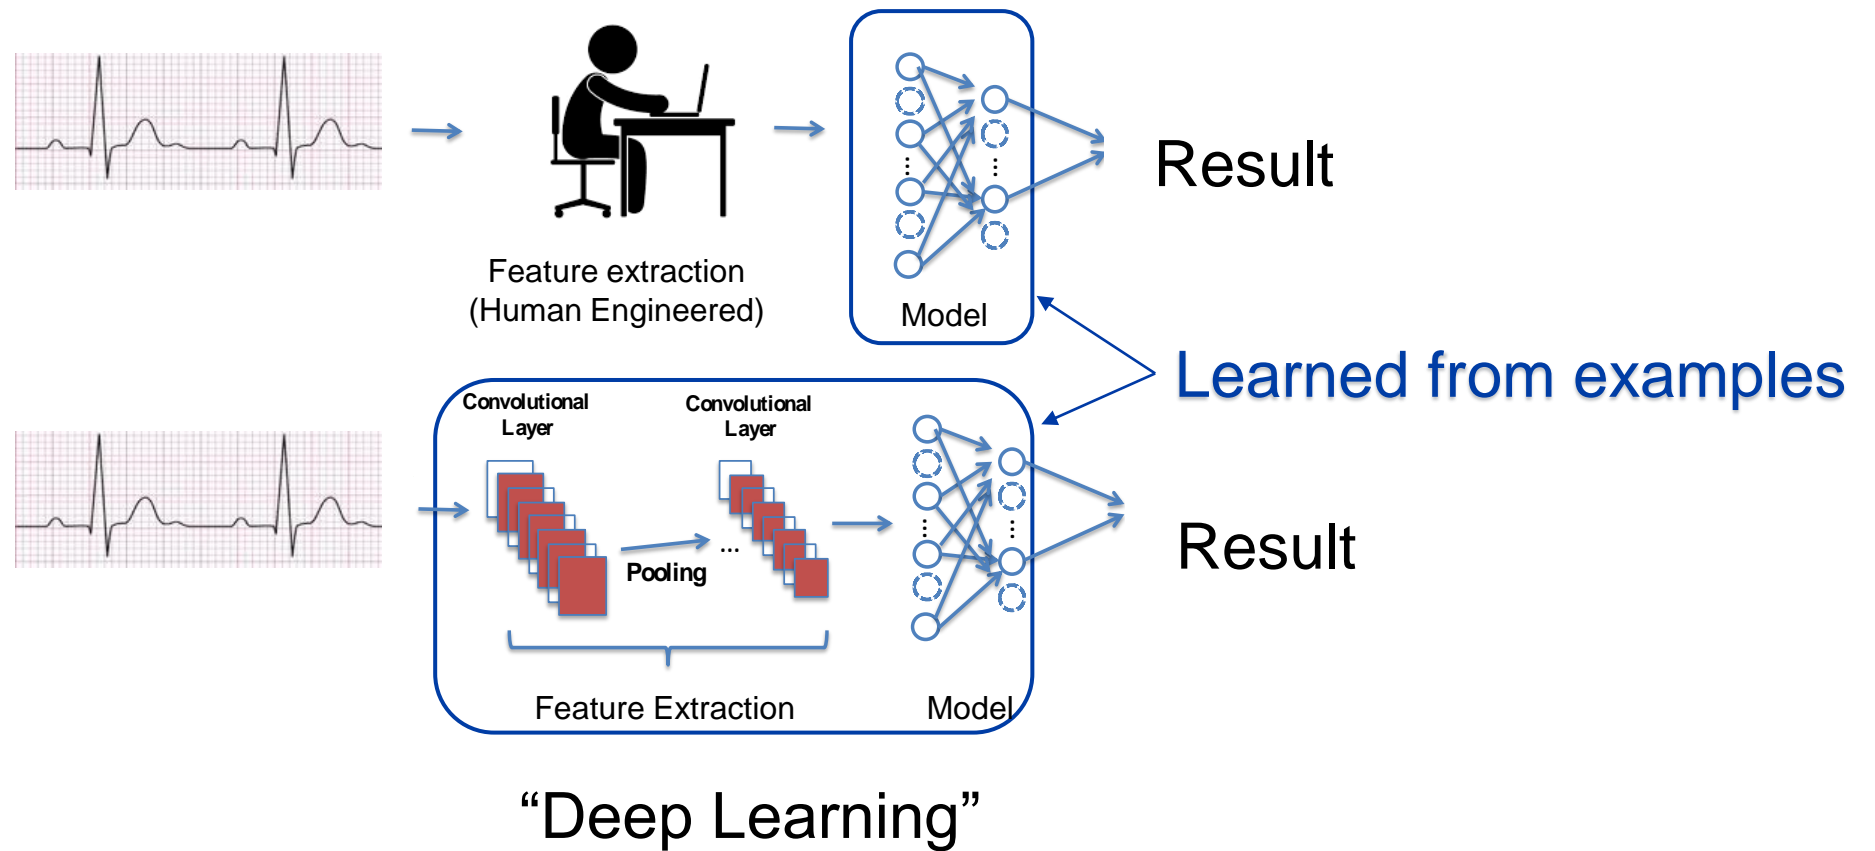 Feature extraction
(Human Engineered)
Model
Result
Learned from examples
Convolutional
Layer
Convolutional
Layer
Pooling
...
Feature Extraction
Model
Result
“Deep Learning”